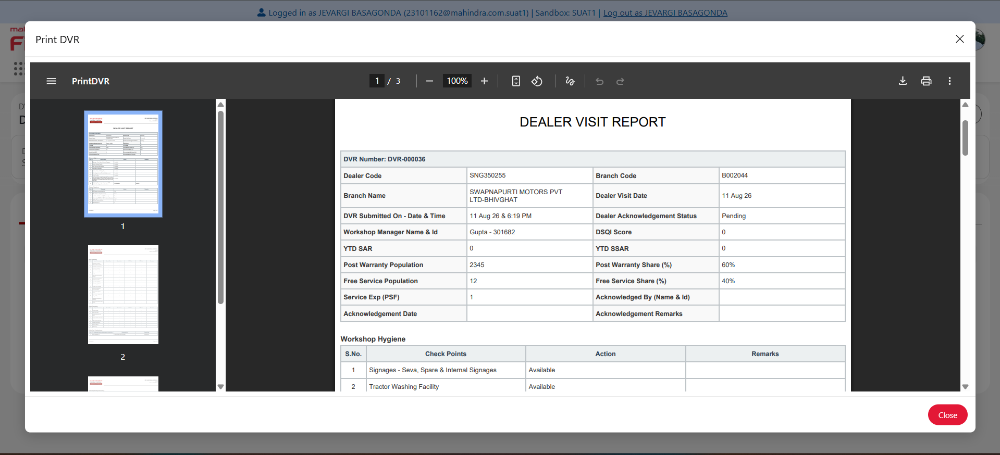 Logged in as JEVARGI BASAGONDA (23101162@mahindra.com.suat1) | Sandbox: SUAT1 | Log out as JEVARGI BASAGONDA
Print DVR
PrintDVR
1 / 3
100%
1
2
DEALER VISIT REPORT
DVR Number: DVR-000036
Dealer Code SNG350255 Branch Code B002044
Branch Name SWAPNAPURTI MOTORS PVT LTD-BHIVGHAT Dealer Visit Date 11 Aug 26
DVR Submitted On - Date & Time 11 Aug 26 & 6:19 PM Dealer Acknowledgement Status Pending
Workshop Manager Name & Id Gupta - 301682 DSQI Score 0
YTD SAR 0 YTD SSAR 0
Post Warranty Population 2345 Post Warranty Share (%) 60%
Free Service Population 12 Free Service Share (%) 40%
Service Exp (PSF) 1 Acknowledged By (Name & Id)
Acknowledgement Date Acknowledgement Remarks
Workshop Hygiene
S.No. Check Points Action Remarks
1 Signages - Seva, Spare & Internal Signages Available
2 Tractor Washing Facility Available
Close